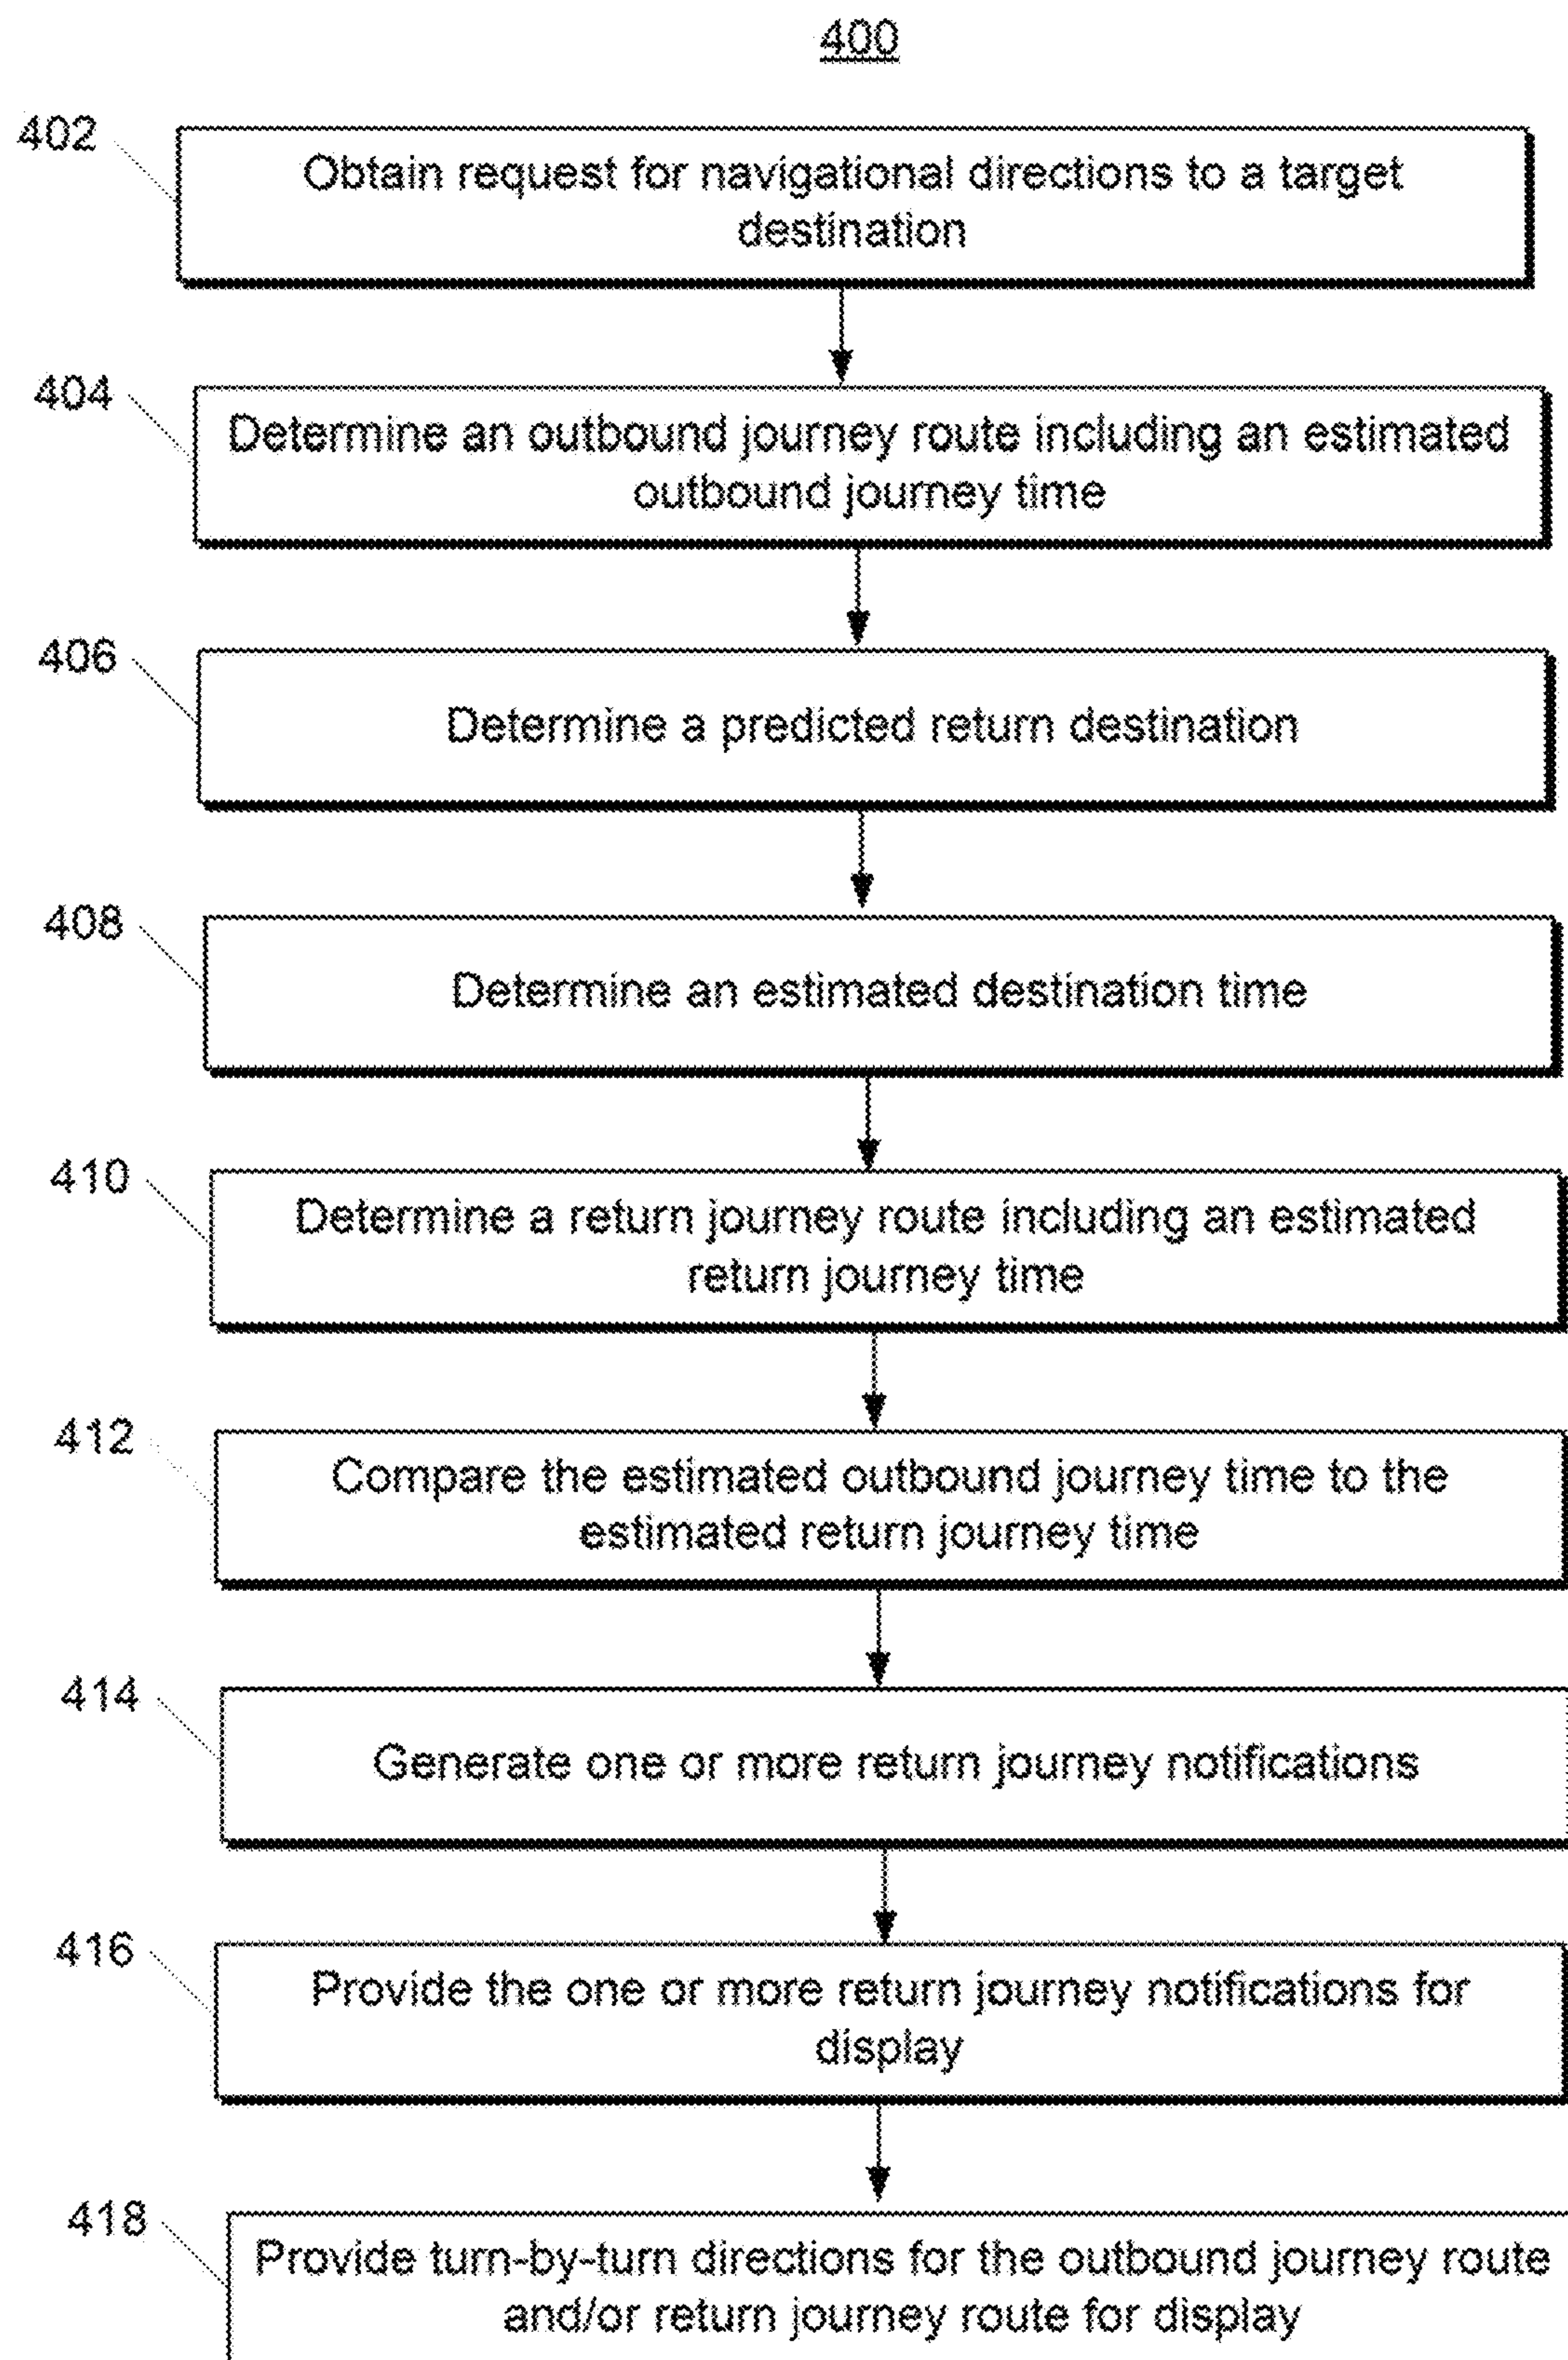 400
402
Obtain request for navigational directions to a target
destination
404
Determine an outbound journey route including an estimated
outbound journey time
406
Determine a predicted return destination
408
Determine an estimated destination time
410
Determine a return journey route including an estimated
return journey time
412
Compare the estimated outbound journey time to the
estimated return journey time
414
Generate one or more return journey notifications
416
Provide the one or more return journey notifications for
display
418
Provide turn-by-turn directions for the outbound journey route
and/or return journey route for display